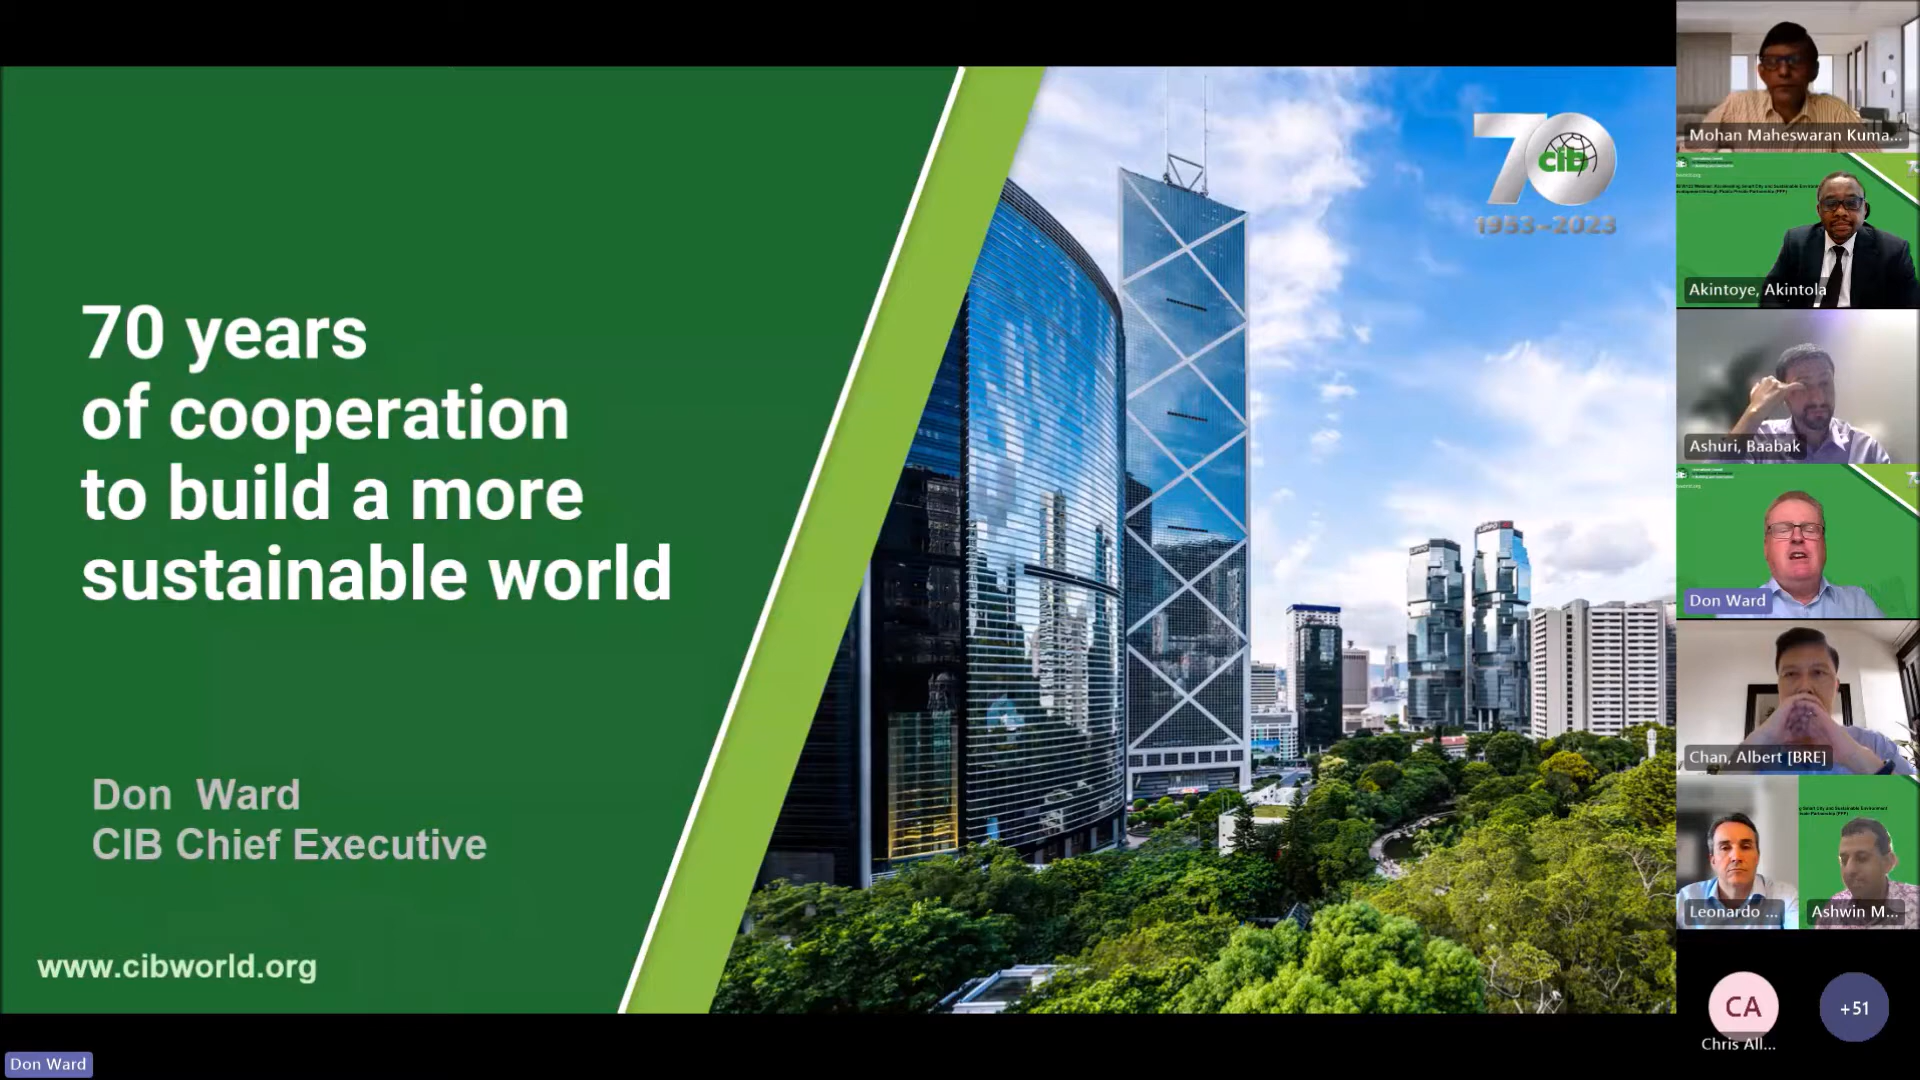 70 years
of cooperation
to build a more
sustainable world
Don Ward
CIB Chief Executive
www.cibworld.org
70
cib
1953-2023
LIPPO
LIPPO
Mohan Maheswaran Kuma...
Akintoye, Akintola
Ashuri, Baabak
Don Ward
Chan, Albert [BRE]
Leonardo ...
Ashwin M...
CA
Chris All...
+51
Don Ward